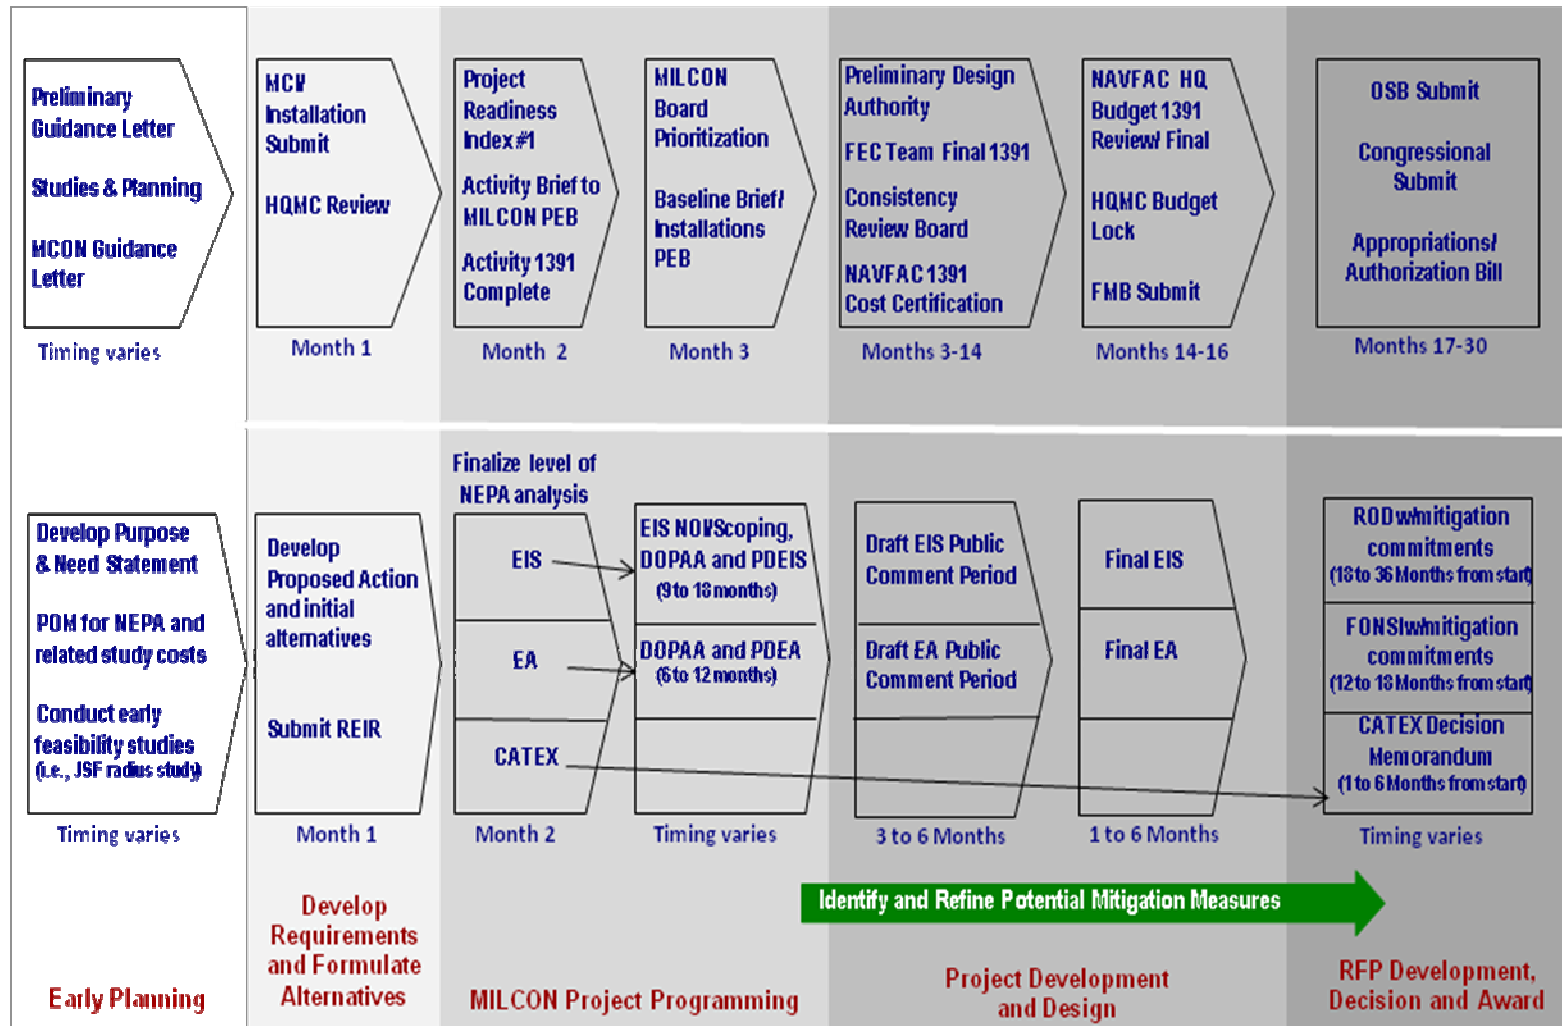 Preliminary
Guidance Letter
Studies & Planning
MCON Guidance
Letter
Timing varies
MCI/
Installation
Submit
HQMC Review
Month 1
Project
Readiness
Index #1
Activity Brief to
MILCON PEB
Activity 1391
Complete
Month 2
MILCON
Board
Prioritization
Baseline Brief/
Installations
PEB
Month 3
Preliminary Design
Authority
FEC Team Final 1391
Consistency
Review Board
NAVFAC 1391
Cost Certification
Months 3-14
NAVFAC HQ
Budget 1391
Review/ Final
HQMC Budget
Lock
FMB Submit
Months 14-16
OSB Submit
Congressional
Submit
Appropriations/
Authorization Bill
Months 17-30
Develop Purpose
& Need Statement
POM for NEPA and
related study costs
Conduct early
feasibility studies
(i.e., JSF radius study)
Timing varies
Develop
Proposed Action
and initial
alternatives
Submit REIR
Month 1
Finalize level of
NEPA analysis
EIS
EA
CATEX
Month 2
EIS NOI/Scoping,
DOPAA and PDEIS
(9 to 18 months)
DOPAA and PDEA
(6 to 12 months)
Timing varies
Draft EIS Public
Comment Period
Draft EA Public
Comment Period
3 to 6 Months
Final EIS
Final EA
1 to 6 Months
ROD w/mitigation
commitments
(18 to 36 Months from start)
FONSI w/mitigation
commitments
(12 to 18 Months from start)
CATEX Decision
Memorandum
(1 to 6 Months from start)
Timing varies
Identify and Refine Potential Mitigation Measures
Early Planning
Develop
Requirements
and Formulate
Alternatives
MILCON Project Programming
Project Development
and Design
RFP Development,
Decision and Award